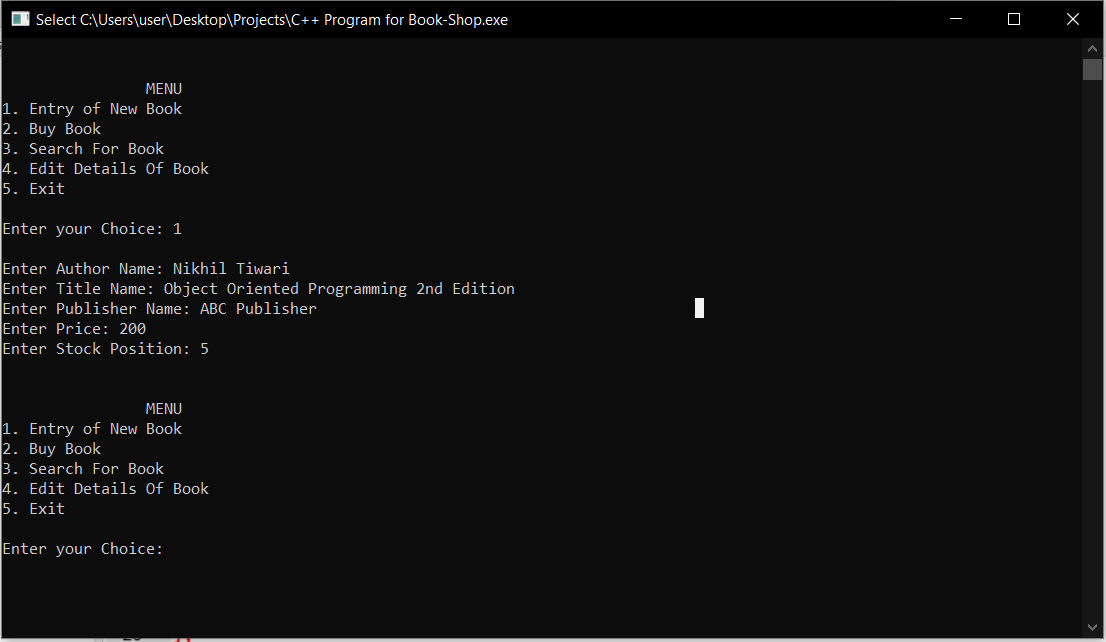 Select C:\Users\user\Desktop\Projects\C++ Program for Book-Shop.exe
MENU
1. Entry of New Book
2. Buy Book
3. Search For Book
4. Edit Details Of Book
5. Exit
Enter your Choice: 1
Enter Author Name: Nikhil Tiwari
Enter Title Name: Object Oriented Programming 2nd Edition
Enter Publisher Name: ABC Publisher
Enter Price: 200
Enter Stock Position: 5
MENU
1. Entry of New Book
2. Buy Book
3. Search For Book
4. Edit Details Of Book
5. Exit
Enter your Choice: